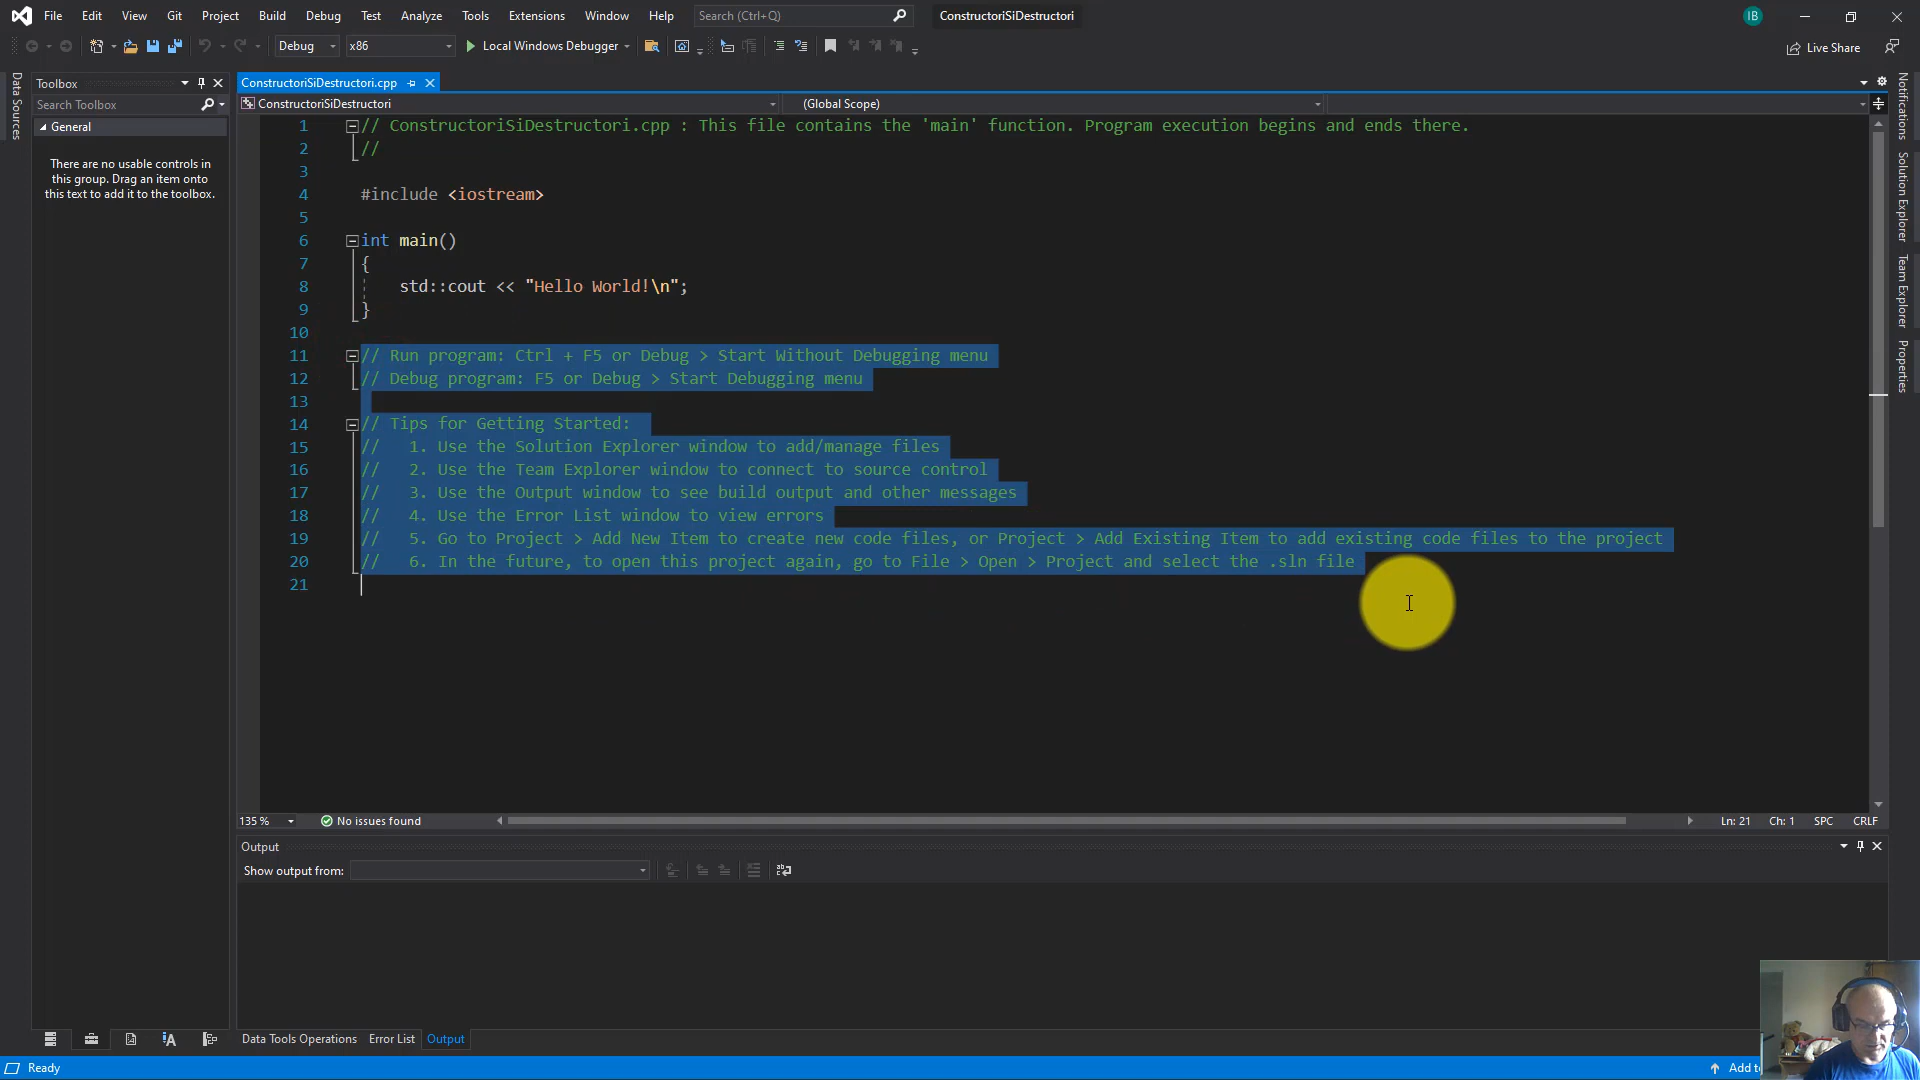 File Edit View Git Project Build Debug Test Analyze Tools Extensions Window Help Search (Ctrl+Q) ConstructoriSiDestructori IB
Debug x86 Local Windows Debugger Live Share
Data Sources
Toolbox
Search Toolbox
General
There are no usable controls in
this group. Drag an item onto
this text to add it to the toolbox.
ConstructoriSiDestructori.cpp
ConstructoriSiDestructori (Global Scope)
1 // ConstructoriSiDestructori.cpp : This file contains the 'main' function. Program execution begins and ends there.
2 //
3
4 #include <iostream>
5
6 int main()
7 {
8 std::cout << "Hello World!\n";
9 }
10
11 // Run program: Ctrl + F5 or Debug > Start Without Debugging menu
12 // Debug program: F5 or Debug > Start Debugging menu
13
14 // Tips for Getting Started:
15 // 1. Use the Solution Explorer window to add/manage files
16 // 2. Use the Team Explorer window to connect to source control
17 // 3. Use the Output window to see build output and other messages
18 // 4. Use the Error List window to view errors
19 // 5. Go to Project > Add New Item to create new code files, or Project > Add Existing Item to add existing code files to the project
20 // 6. In the future, to open this project again, go to File > Open > Project and select the .sln file
21
135 % No issues found Ln: 21 Ch: 1 SPC CRLF
Output
Show output from:
Data Tools Operations Error List Output
Ready Add to
Notifications
Solution Explorer
Team Explorer
Properties